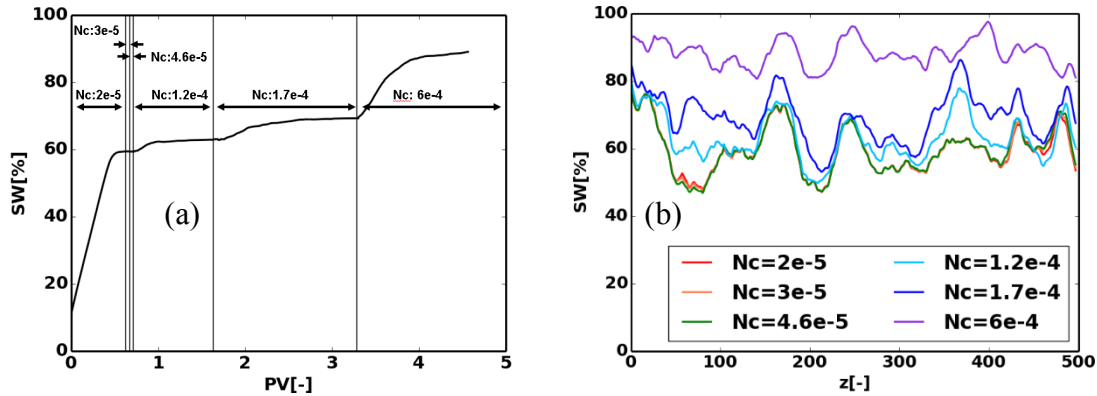 100
80
60
40
20
0
SW[%]
Nc:3e-5
Nc:4.6e-5
Nc:2e-5
Nc:1.2e-4
Nc:1.7e-4
Nc: 6e-4
(a)
0 1 2 3 4 5
PV[-]
100
80
60
40
20
0
SW[%]
(b)
Nc=2e-5
Nc=3e-5
Nc=4.6e-5
Nc=1.2e-4
Nc=1.7e-4
Nc=6e-4
0 100 200 300 400 500
z[-]